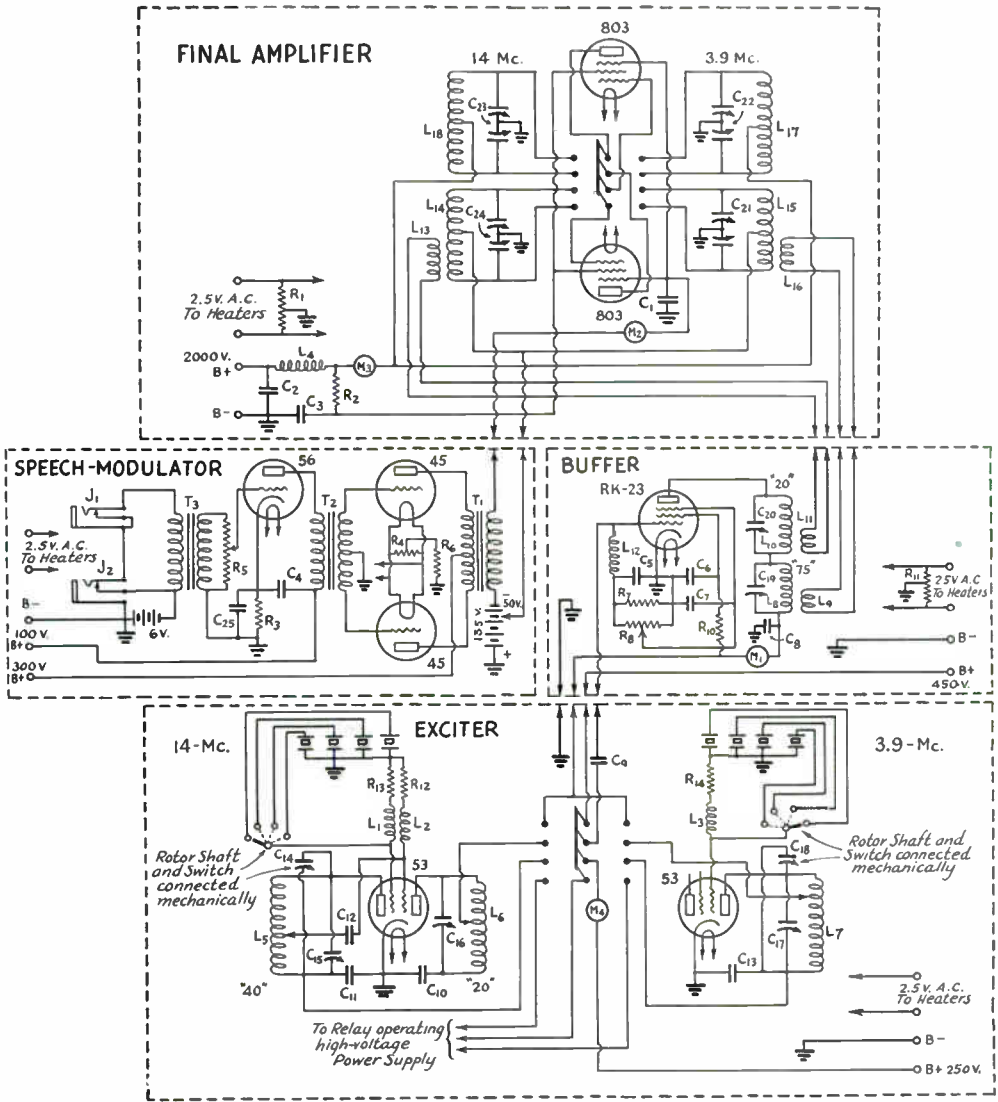 FINAL AMPLIFIER
803
14 Mc.
3.9 Mc.
C23
C22
L18
L17
L14
C24
C21
L15
L13
L16
2.5 V. A.C.
To Heaters
R1
803
C1
M2
2000 V.
B+
L4
M3
C2
R2
B-
C3
SPEECH-MODULATOR
56
45
J1
T3
T2
T1
2.5 V. A.C.
To Heaters
R4
R6
J2
R5
C4
B-
6V.
C25
R3
100 V.
B+
300 V
B+
45
135 V.
50V.
+
BUFFER
RK-23
"20"
C20
L10
L11
L12
C5
C6
"75"
C19
L8
L9
R11
2.5 V A.C
To Heaters
R7
C7
R8
R10
C8
M1
B-
B+
450 V.
EXCITER
14-Mc.
3.9-Mc.
C9
R13
R12
R14
L1
L2
L3
Rotor Shaft
and Switch
connected
mechanically
C14
53
C18
Rotor Shaft and
Switch connected
mechanically
53
C12
L6
M4
L5
C15
C16
C17
L7
C11
C10
C13
"40"
"20"
2.5 V. A.C.
To Heaters
To Relay operating
high-voltage
Power Supply
B-
B+ 250 V.